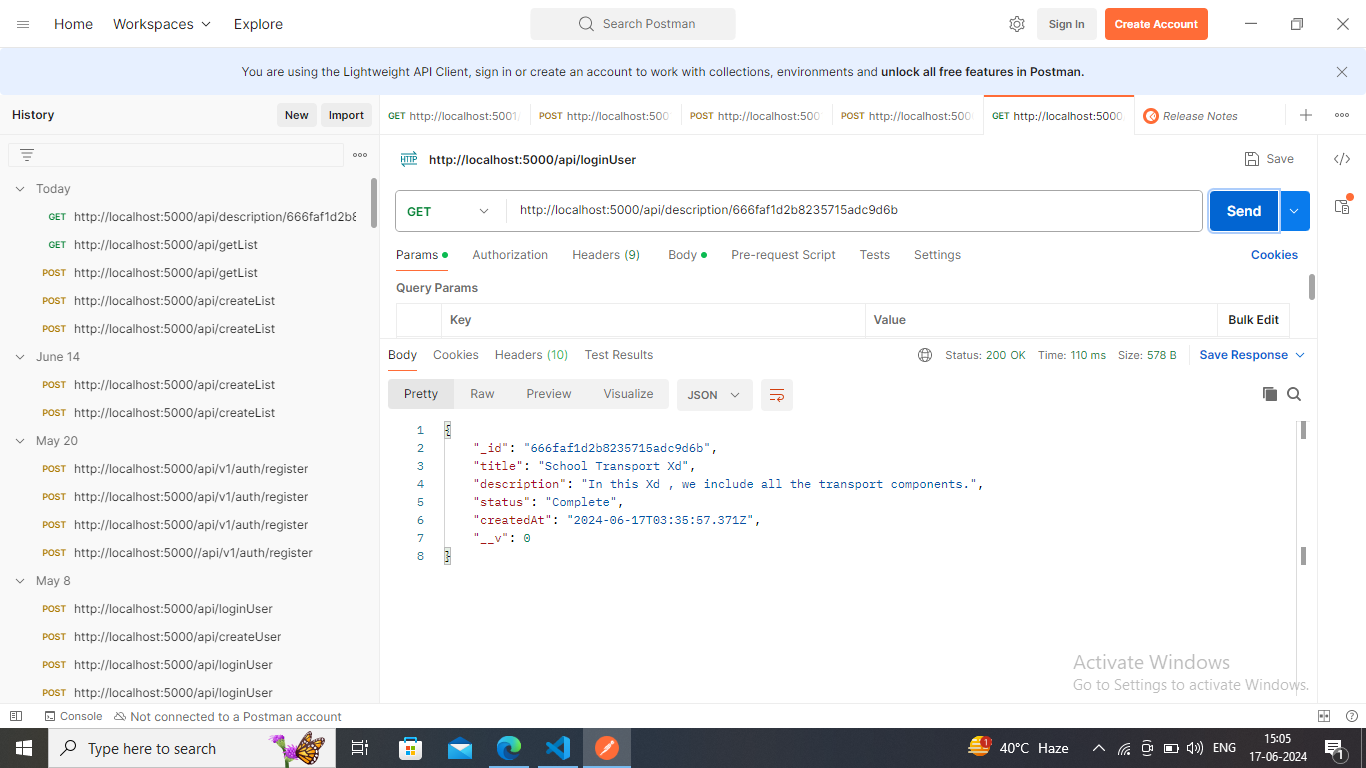 Home Workspaces Explore Search Postman Sign In Create Account
You are using the Lightweight API Client, sign in or create an account to work with collections, environments and unlock all free features in Postman.
History New Import
GET http://localhost:5001/ POST http://localhost:500 POST http://localhost:500 POST http://localhost:500 GET http://localhost:5000 Release Notes
HTTP http://localhost:5000/api/loginUser Save
Today
GET http://localhost:5000/api/description/666faf1d2b8
GET http://localhost:5000/api/getList
POST http://localhost:5000/api/getList
POST http://localhost:5000/api/createList
POST http://localhost:5000/api/createList
June 14
POST http://localhost:5000/api/createList
POST http://localhost:5000/api/createList
May 20
POST http://localhost:5000/api/v1/auth/register
POST http://localhost:5000/api/v1/auth/register
POST http://localhost:5000/api/v1/auth/register
POST http://localhost:5000//api/v1/auth/register
May 8
POST http://localhost:5000/api/loginUser
POST http://localhost:5000/api/createUser
POST http://localhost:5000/api/loginUser
POST http://localhost:5000/api/loginUser
GET http://localhost:5000/api/description/666faf1d2b8235715adc9d6b Send
Params Authorization Headers (9) Body Pre-request Script Tests Settings Cookies
Query Params
Key Value Bulk Edit
Body Cookies Headers (10) Test Results Status: 200 OK Time: 110 ms Size: 578 B Save Response
Pretty Raw Preview Visualize JSON
1 {
2 "_id": "666faf1d2b8235715adc9d6b",
3 "title": "School Transport Xd",
4 "description": "In this Xd , we include all the transport components.",
5 "status": "Complete",
6 "createdAt": "2024-06-17T03:35:57.371Z",
7 "__v": 0
8 }
Activate Windows
Go to Settings to activate Windows.
Console Not connected to a Postman account
Type here to search 1 40°C Haze ENG 15:05
17-06-2024 1